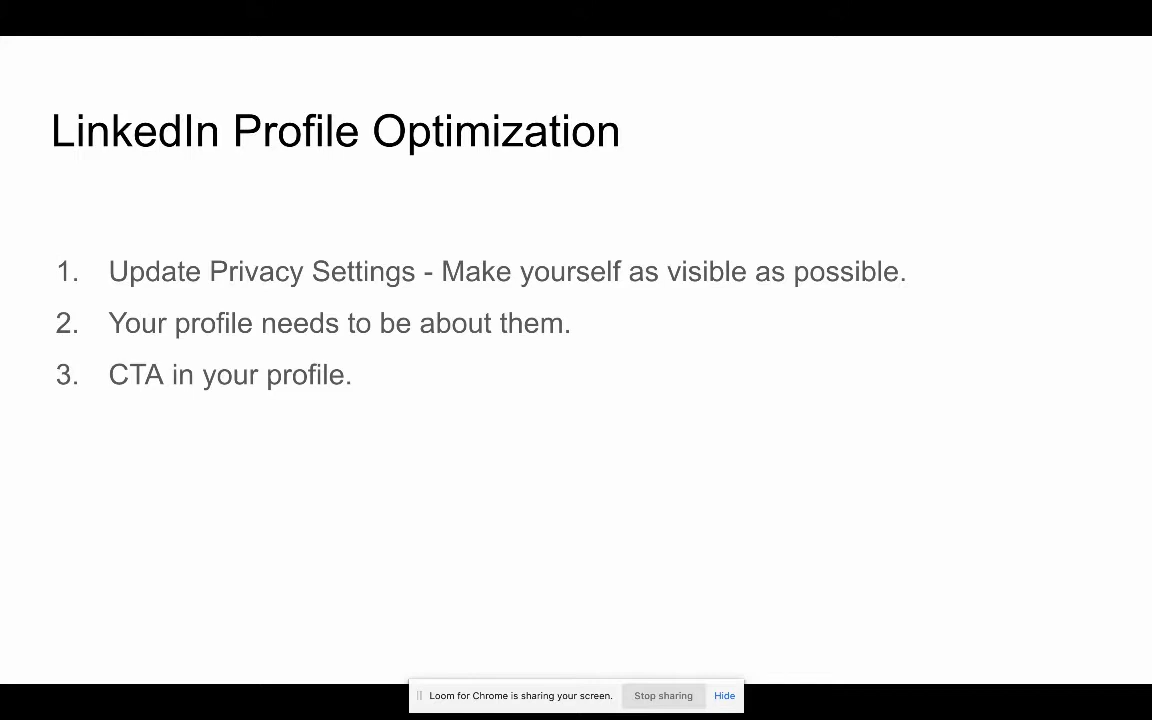 LinkedIn Profile Optimization
1. Update Privacy Settings - Make yourself as visible as possible.
2. Your profile needs to be about them.
3. CTA in your profile.
Loom for Chrome is sharing your screen. Stop sharing Hide